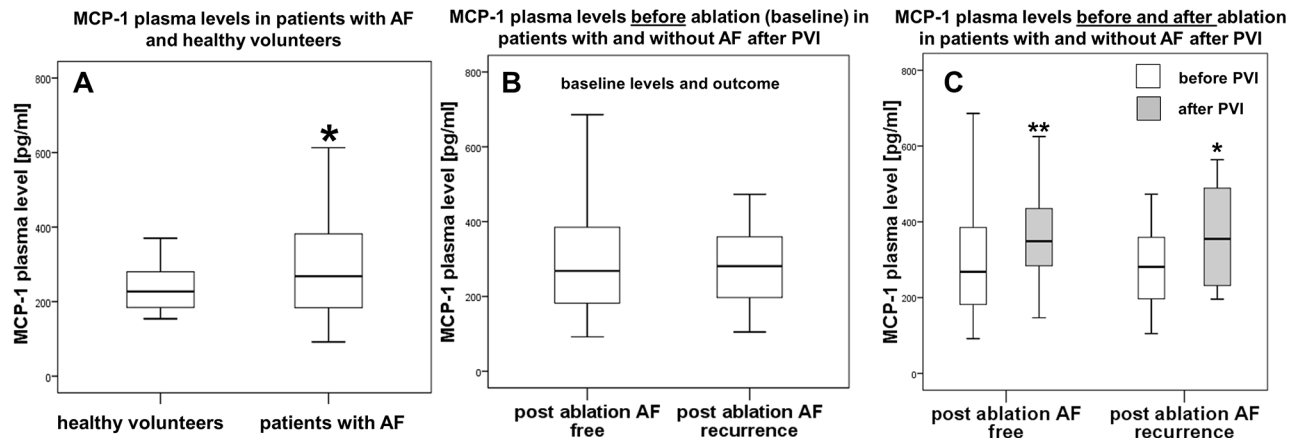 MCP-1 plasma levels in patients with AF
and healthy volunteers
A
*
MCP-1 plasma level [pg/ml]
800
600
400
200
0
healthy volunteers
patients with AF
MCP-1 plasma levels before ablation (baseline) in
patients with and without AF after PVI
B
baseline levels and outcome
MCP-1 plasma level [pg/ml]
800
600
400
200
0
post ablation AF
free
post ablation AF
recurrence
MCP-1 plasma levels before and after ablation
in patients with and without AF after PVI
C
before PVI
after PVI
**
*
MCP-1 plasma level [pg/ml]
800
600
400
200
0
post ablation AF
free
post ablation AF
recurrence